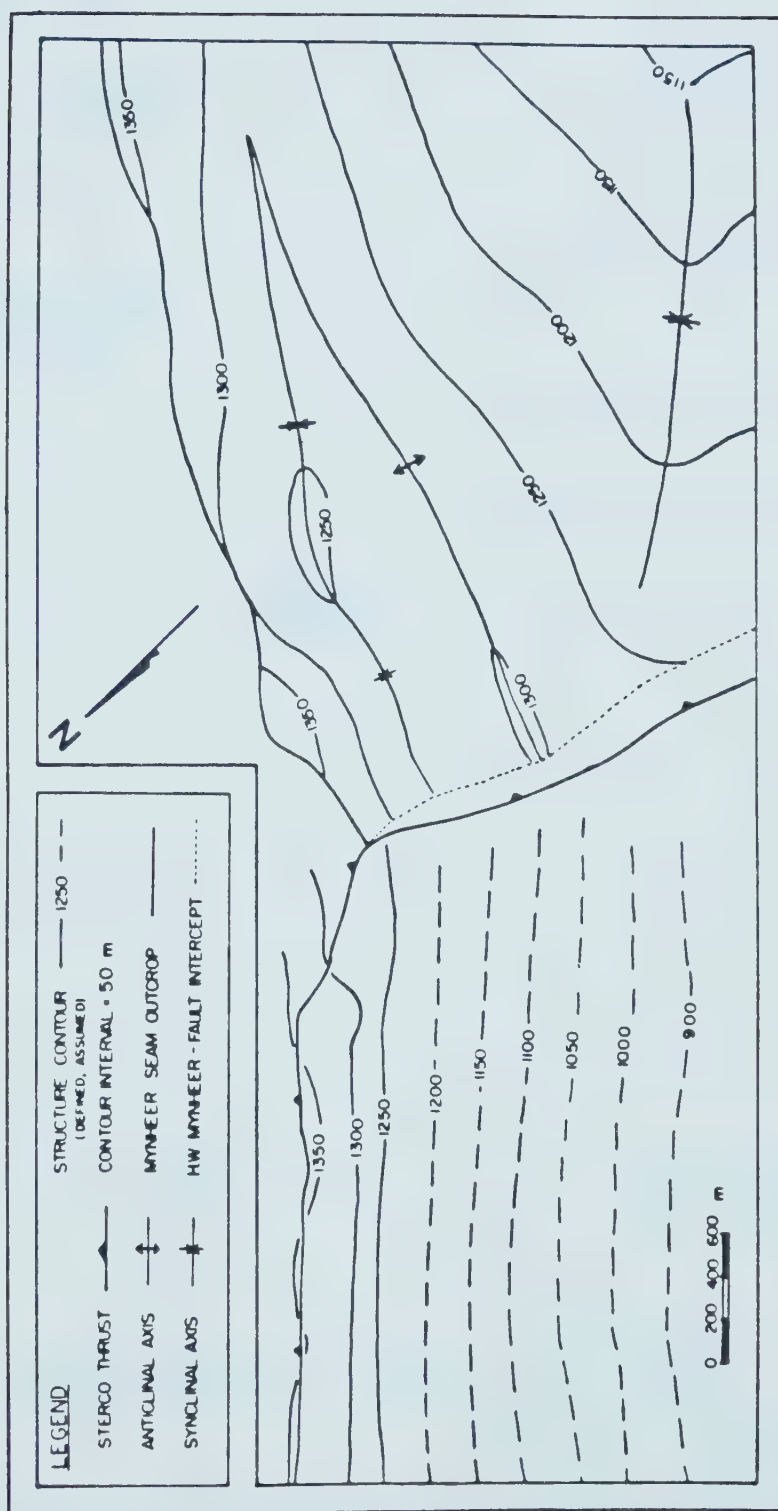 LEGEND
STERCO THRUST
ANTICLINAL AXIS
SYNCLINAL AXIS
STRUCTURE CONTOUR 1250
(DEFINED, ASSUMED)
CONTOUR INTERVAL = 50 m
MYNHEER SEAM OUTCROP
HW MYNHEER - FAULT INTERCEPT
N
1350
1300
1350
1250
1300
1250
1200
1150
1150
1350
1300
1250
1200
1150
1100
1050
1000
900
0 200 400 600 m